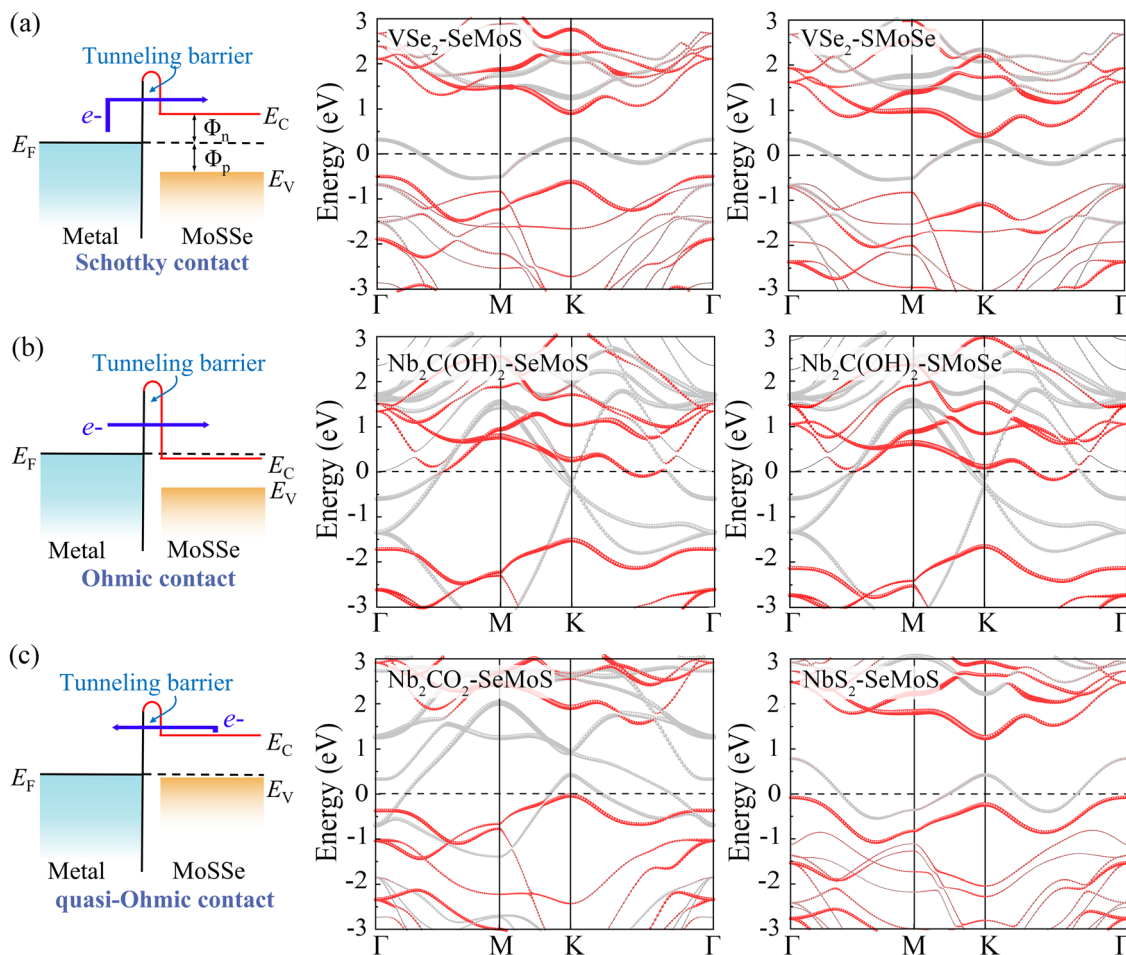 (a)
Tunneling barrier
e-
E_C
Φ_n
E_F
Φ_p
E_V
Metal
MoSSe
Schottky contact
VSe₂-SeMoS
Energy (eV)
3
2
1
0
-1
-2
-3
Γ
M
K
Γ
VSe₂-SMoSe
Energy (eV)
3
2
1
0
-1
-2
-3
Γ
M
K
Γ
(b)
Tunneling barrier
e-
E_F
E_C
E_V
Metal
MoSSe
Ohmic contact
Nb₂C(OH)₂-SeMoS
Energy (eV)
3
2
1
0
-1
-2
-3
Γ
M
K
Γ
Nb₂C(OH)₂-SMoSe
Energy (eV)
3
2
1
0
-1
-2
-3
Γ
M
K
Γ
(c)
Tunneling barrier
e-
E_C
E_F
E_V
Metal
MoSSe
quasi-Ohmic contact
Nb₂CO₂-SeMoS
Energy (eV)
3
2
1
0
-1
-2
-3
Γ
M
K
Γ
NbS₂-SeMoS
Energy (eV)
3
2
1
0
-1
-2
-3
Γ
M
K
Γ